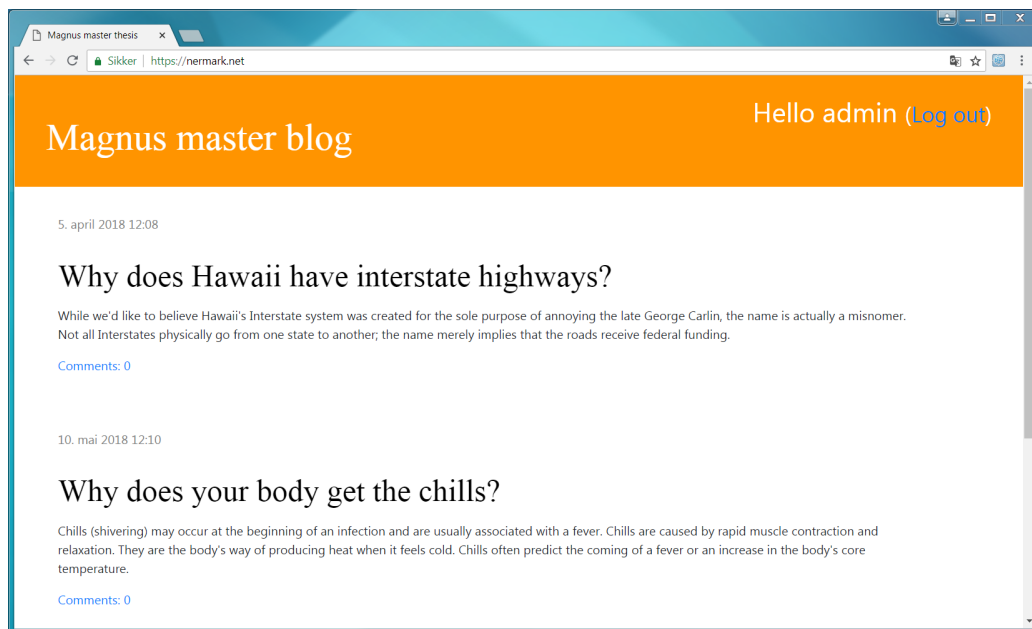 Magnus master thesis
Sikker
https://nermark.net
Hello admin (Log out)
Magnus master blog
5. april 2018 12:08
Why does Hawaii have interstate highways?
While we'd like to believe Hawaii's Interstate system was created for the sole purpose of annoying the late George Carlin, the name is actually a misnomer.
Not all Interstates physically go from one state to another; the name merely implies that the roads receive federal funding.
Comments: 0
10. mai 2018 12:10
Why does your body get the chills?
Chills (shivering) may occur at the beginning of an infection and are usually associated with a fever. Chills are caused by rapid muscle contraction and
relaxation. They are the body's way of producing heat when it feels cold. Chills often predict the coming of a fever or an increase in the body's core
temperature.
Comments: 0